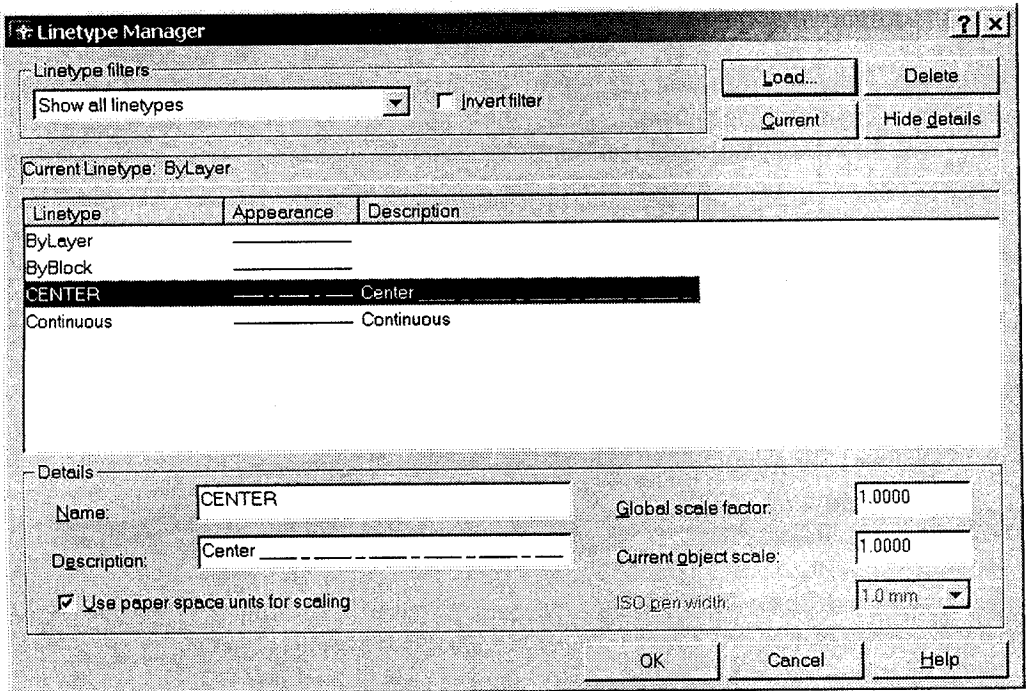 Linetype Manager
Linetype filters
Show all linetypes
Invert filter
Load...
Delete
Current
Hide details
Current Linetype: ByLayer
Linetype Appearance Description
ByLayer
ByBlock
CENTER Center
Continuous Continuous
Details
Name: CENTER
Global scale factor: 1.0000
Description: Center
Current object scale: 1.0000
Use paper space units for scaling
ISO pen width: 1.0 mm
OK Cancel Help